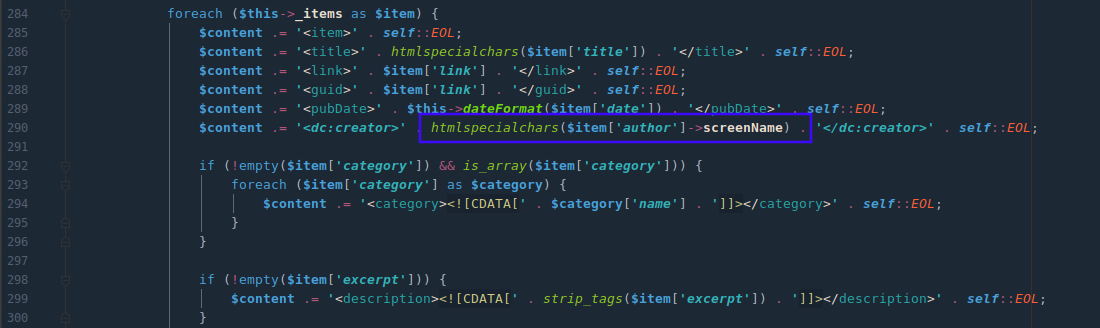 284 foreach ($this->_items as $item) {
285 $content .= '<item>' . self::EOL;
286 $content .= '<title>' . htmlspecialchars($item['title']) . '</title>' . self::EOL;
287 $content .= '<link>' . $item['link'] . '</link>' . self::EOL;
288 $content .= '<guid>' . $item['link'] . '</guid>' . self::EOL;
289 $content .= '<pubDate>' . $this->dateFormat($item['date']) . '</pubDate>' . self::EOL;
290 $content .= '<dc:creator>' . htmlspecialchars($item['author']->screenName) . '</dc:creator>' . self::EOL;
291
292 if (!empty($item['category']) && is_array($item['category'])) {
293 foreach ($item['category'] as $category) {
294 $content .= '<category><![CDATA[' . $category['name'] . ']]></category>' . self::EOL;
295 }
296 }
297
298 if (!empty($item['excerpt'])) {
299 $content .= '<description><![CDATA[' . strip_tags($item['excerpt']) . ']]></description>' . self::EOL;
300 }